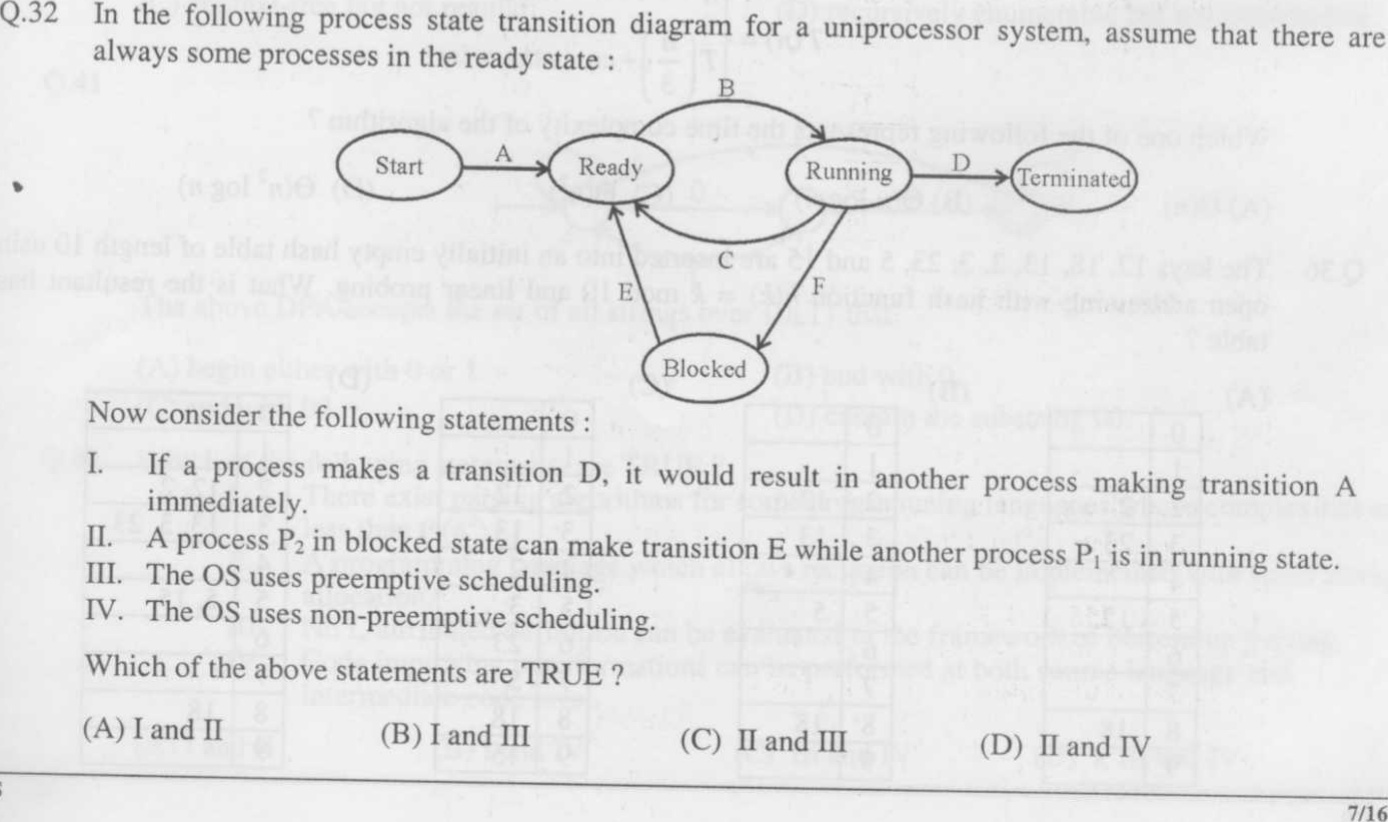 Q.32 In the following process state transition diagram for a uniprocessor system, assume that there are
always some processes in the ready state :
B
Start A Ready Running D Terminated
C
E F
Blocked
Now consider the following statements :
I. If a process makes a transition D, it would result in another process making transition A
immediately.
II. A process P₂ in blocked state can make transition E while another process P₁ is in running state.
III. The OS uses preemptive scheduling.
IV. The OS uses non-preemptive scheduling.
Which of the above statements are TRUE ?
(A) I and II (B) I and III (C) II and III (D) II and IV
7/16